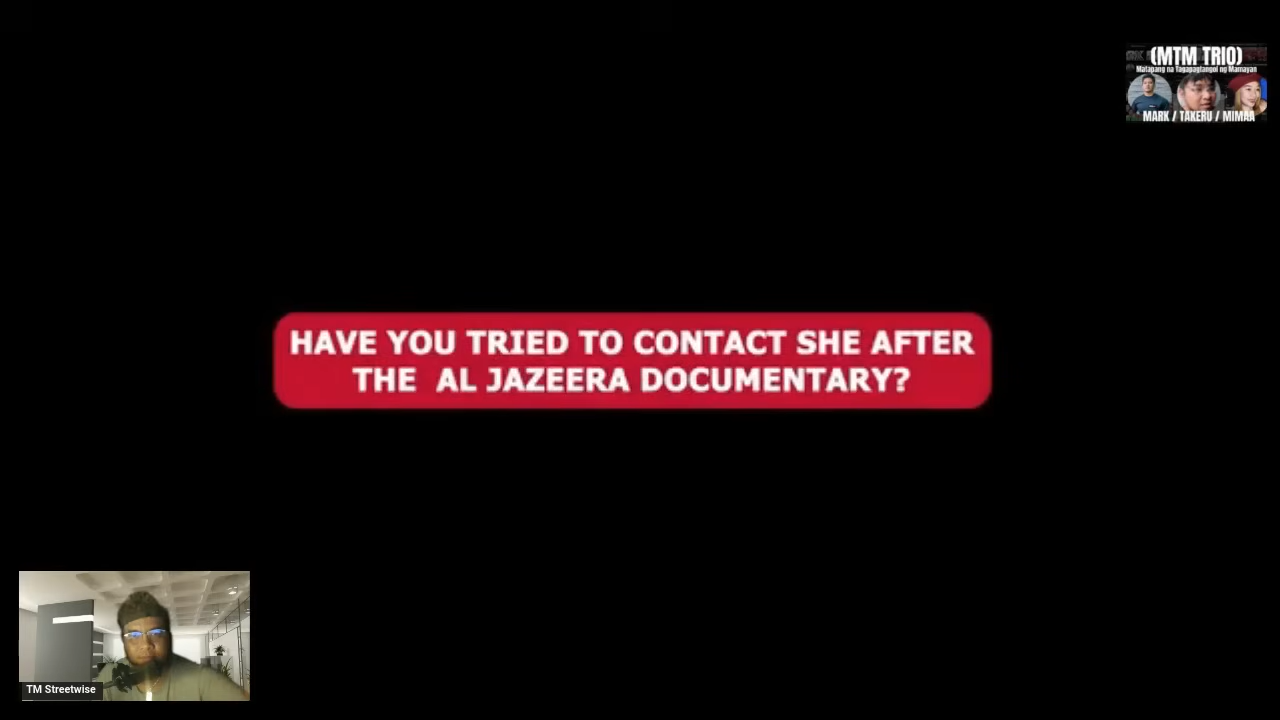 (MTM TRIO)
Matapang na Tagapagtanggol ng Mamayan
MARK / TAKERU / MIMAA
HAVE YOU TRIED TO CONTACT SHE AFTER
THE AL JAZEERA DOCUMENTARY?
TM Streetwise